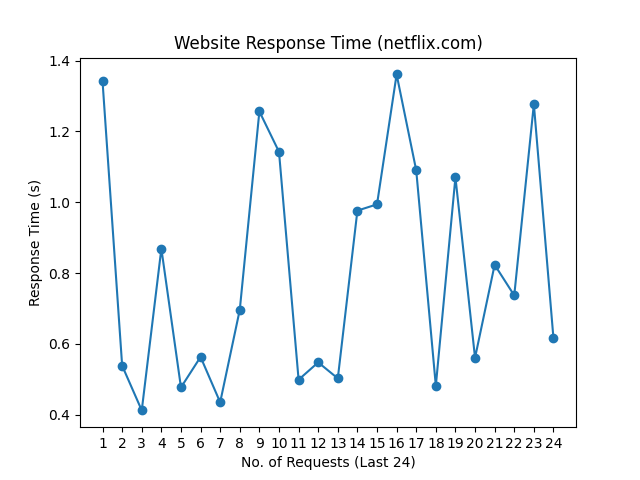 Website Response Time (netflix.com)
1.4
1.2
1.0
0.8
0.6
0.4
Response Time (s)
1 2 3 4 5 6 7 8 9 10 11 12 13 14 15 16 17 18 19 20 21 22 23 24
No. of Requests (Last 24)